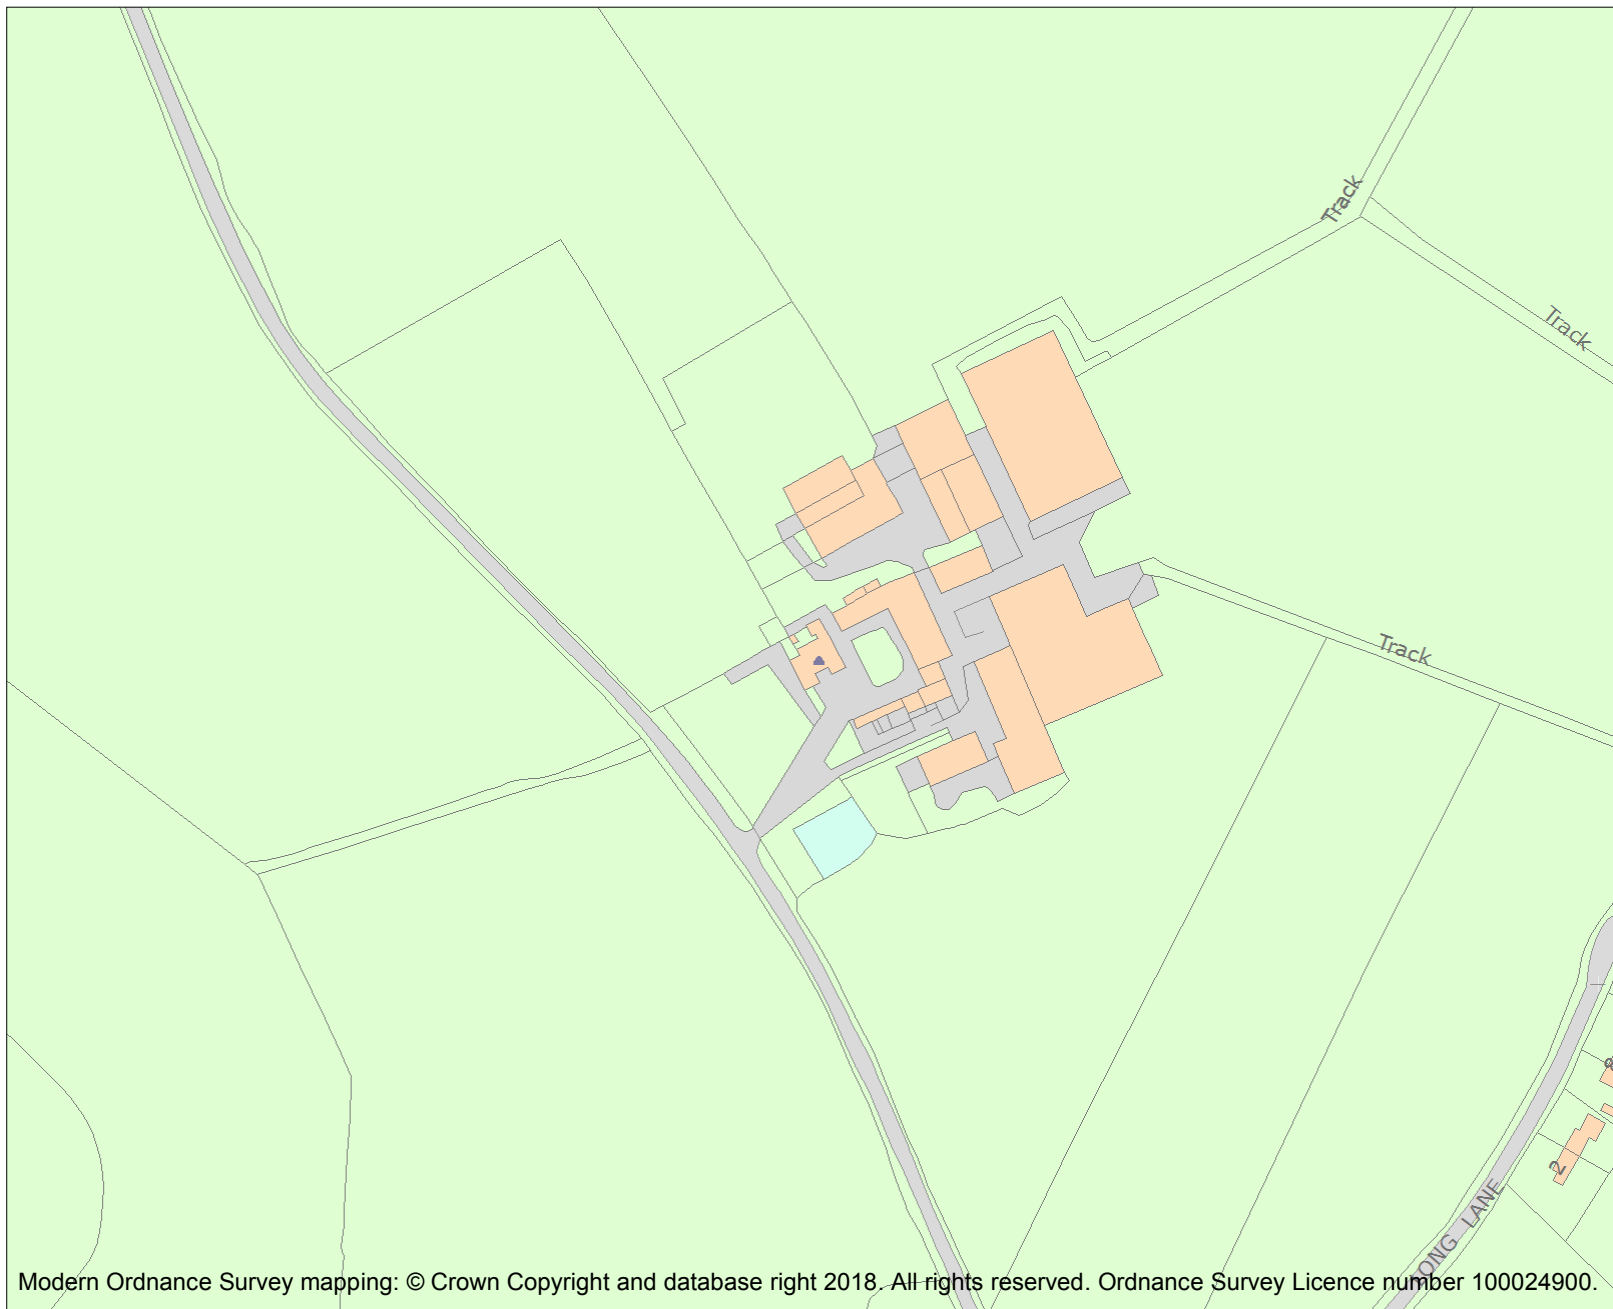 Track
Track
Track
8
2
LONG LANE
Modern Ordnance Survey mapping: © Crown Copyright and database right 2018. All rights reserved. Ordnance Survey Licence number 100024900.